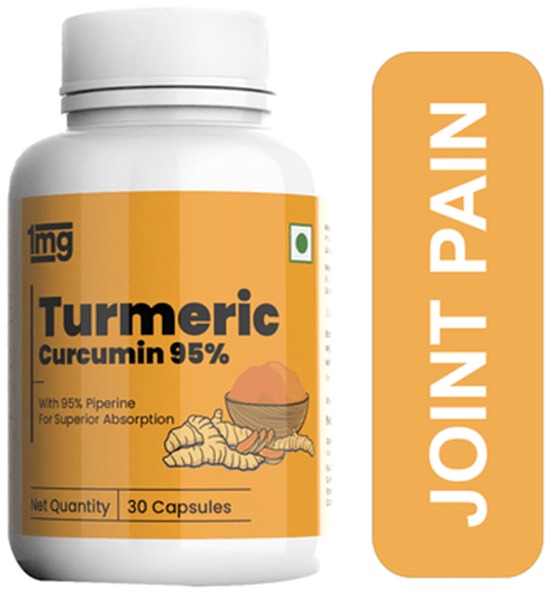 1mg
Turmeric
Curcumin 95%
With 95% Piperine
For Superior Absorption
Net Quantity
30 Capsules
JOINT PAIN